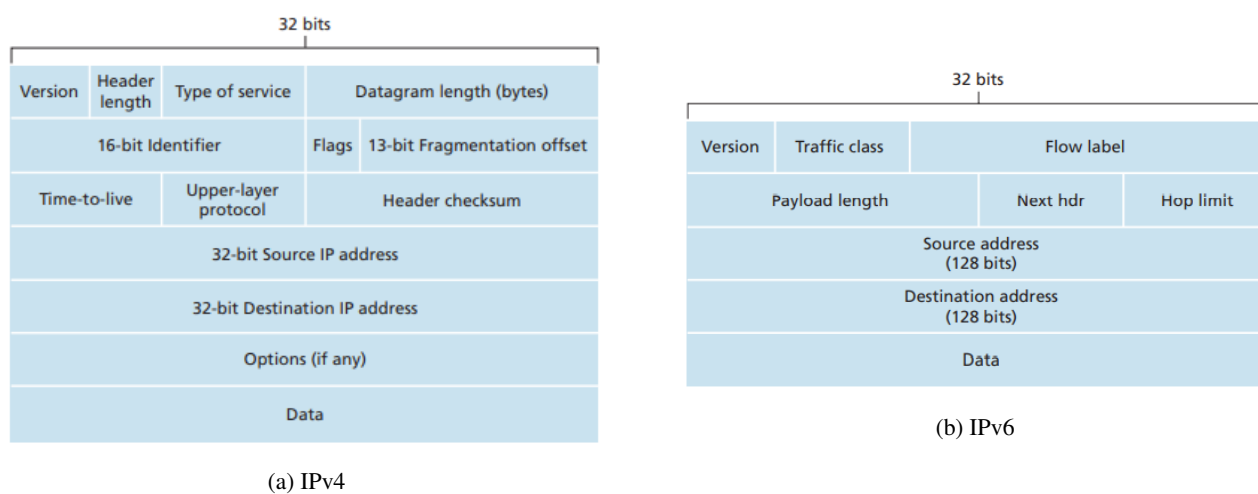 32 bits
Version Header length Type of service Datagram length (bytes)
16-bit Identifier Flags 13-bit Fragmentation offset
Time-to-live Upper-layer protocol Header checksum
32-bit Source IP address
32-bit Destination IP address
Options (if any)
Data
(a) IPv4
32 bits
Version Traffic class Flow label
Payload length Next hdr Hop limit
Source address
(128 bits)
Destination address
(128 bits)
Data
(b) IPv6